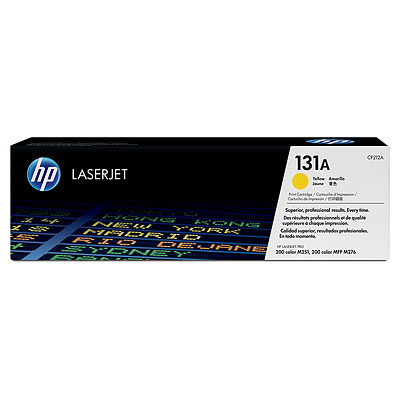 hp
LASERJET
131A
CF212A
Yellow Amarillo
Jaune 黄色
Print Cartridge / Cartouche d'impression /
Cartucho de impresión / 打印硒鼓
Superior, professional results. Every time.
Des résultats professionnels et de qualité
supérieure à chaque impression.
Calidad superior, resultados profesionales.
En todo momento.
HP LASERJET PRO
200 color M251, 200 color MFP M276
HONG KONG
NEW YORK
MADRID
RIO DE JANE
SYDNEY